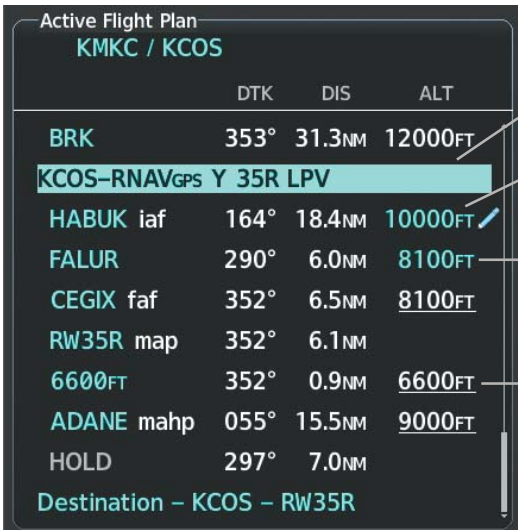 Active Flight Plan
KMKC / KCOS
DTK DIS ALT
BRK 353° 31.3NM 12000FT
KCOS–RNAVGPS Y 35R LPV
HABUK iaf 164° 18.4NM 10000FT
FALUR 290° 6.0NM 8100FT
CEGIX faf 352° 6.5NM 8100FT
RW35R map 352° 6.1NM
6600FT 352° 0.9NM 6600FT
ADANE mahp 055° 15.5NM 9000FT
HOLD 297° 7.0NM
Destination – KCOS – RW35R